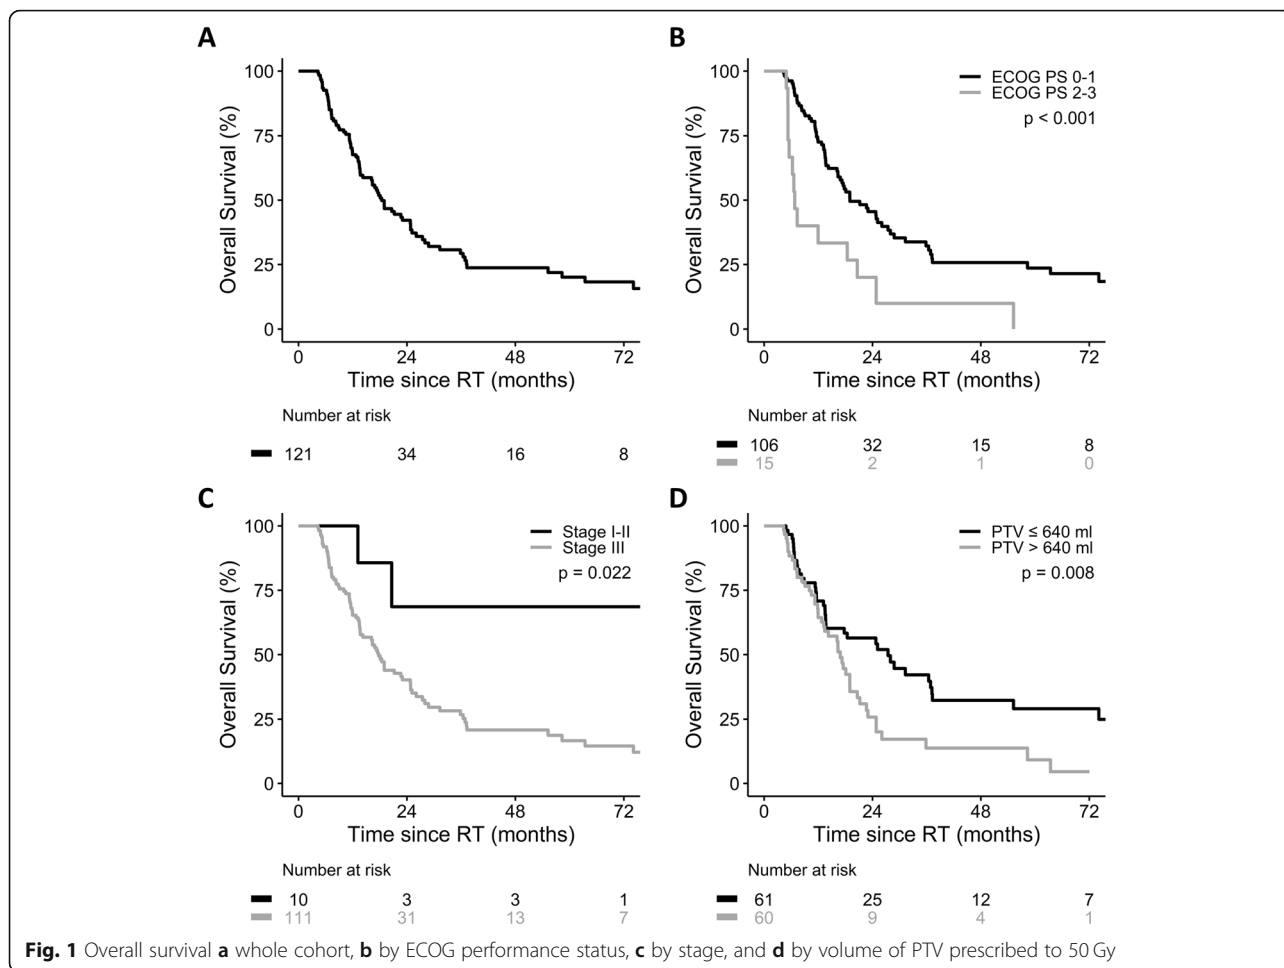 A
100
75
50
25
0
Overall Survival (%)
0 24 48 72
Time since RT (months)
Number at risk
121 34 16 8
B
100
75
50
25
0
Overall Survival (%)
ECOG PS 0-1
ECOG PS 2-3
p < 0.001
0 24 48 72
Time since RT (months)
Number at risk
106 32 15 8
15 2 1 0
C
100
75
50
25
0
Overall Survival (%)
Stage I-II
Stage III
p = 0.022
0 24 48 72
Time since RT (months)
Number at risk
10 3 3 1
111 31 13 7
D
100
75
50
25
0
Overall Survival (%)
PTV ≤ 640 ml
PTV > 640 ml
p = 0.008
0 24 48 72
Time since RT (months)
Number at risk
61 25 12 7
60 9 4 1
Fig. 1 Overall survival a whole cohort, b by ECOG performance status, c by stage, and d by volume of PTV prescribed to 50 Gy